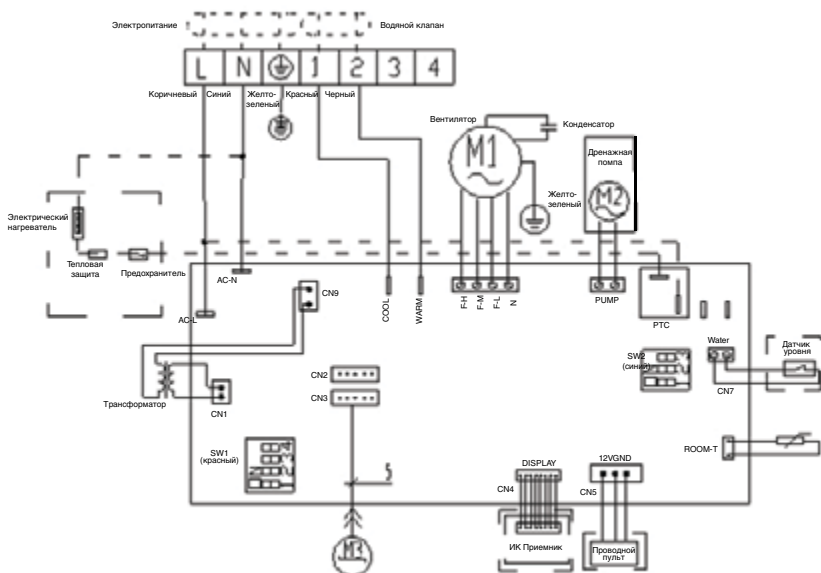 Электропитание
Водяной клапан
L N 1 2 3 4
Коричневый Синий Желто-зеленый Красный Черный
Вентилятор
M1
Конденсатор
Дренажная помпа
M2
Желто-зеленый
Электрический нагреватель
Тепловая защита
Предохранитель
AC-N
AC-L
CN9
COOL
WARM
F-H
F-M
F-L
N
PUMP
PTC
Water
CN7
Датчик уровня
SW2 (синий)
Трансформатор
CN1
CN2
CN3
SW1 (красный)
5
M3
DISPLAY
CN4
ИК Приемник
12VGND
CN5
Проводной пульт
ROOM-T